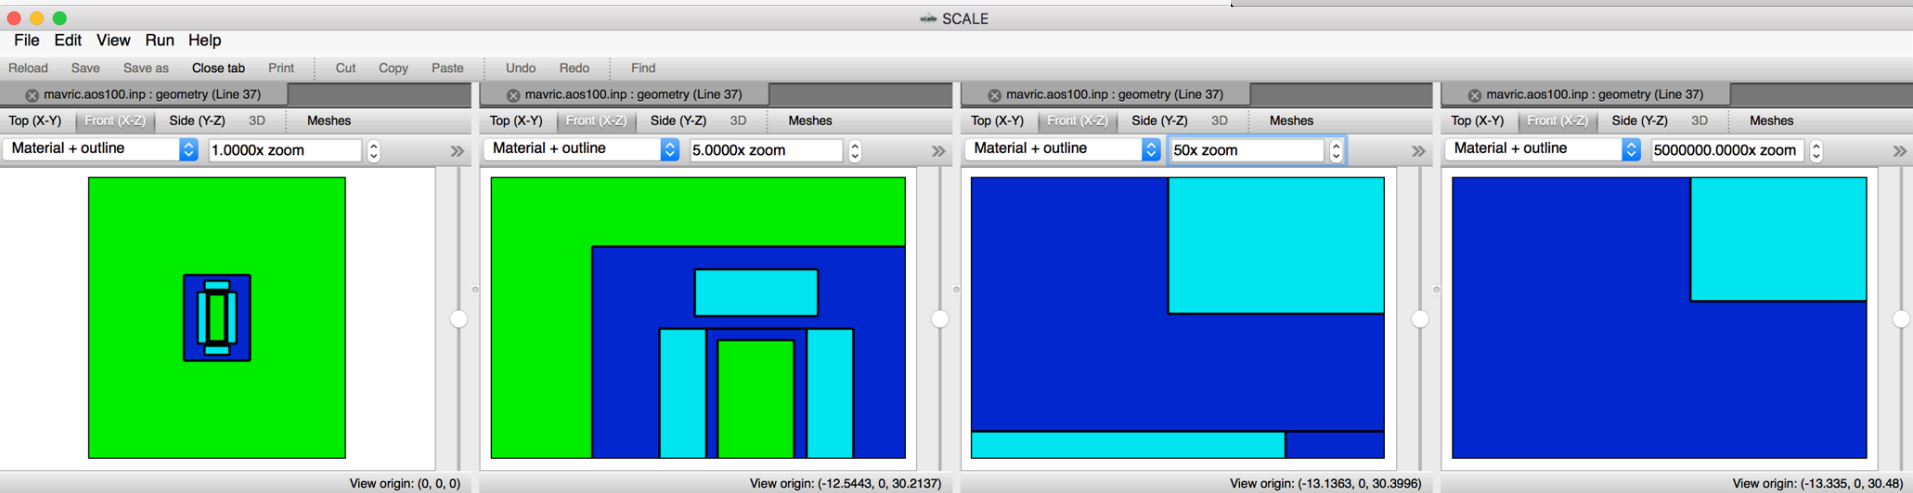 scale SCALE
File Edit View Run Help
Reload Save Save as Close tab Print Cut Copy Paste Undo Redo Find
mavric.aos100.inp : geometry (Line 37) mavric.aos100.inp : geometry (Line 37) mavric.aos100.inp : geometry (Line 37) mavric.aos100.inp : geometry (Line 37)
Top (X-Y) Front (X-Z) Side (Y-Z) 3D Meshes Top (X-Y) Front (X-Z) Side (Y-Z) 3D Meshes Top (X-Y) Front (X-Z) Side (Y-Z) 3D Meshes Top (X-Y) Front (X-Z) Side (Y-Z) 3D Meshes
Material + outline 1.0000x zoom » Material + outline 5.0000x zoom » Material + outline 50x zoom » Material + outline 5000000.0000x zoom »
View origin: (0, 0, 0) View origin: (-12.5443, 0, 30.2137) View origin: (-13.1363, 0, 30.3996) View origin: (-13.335, 0, 30.48)